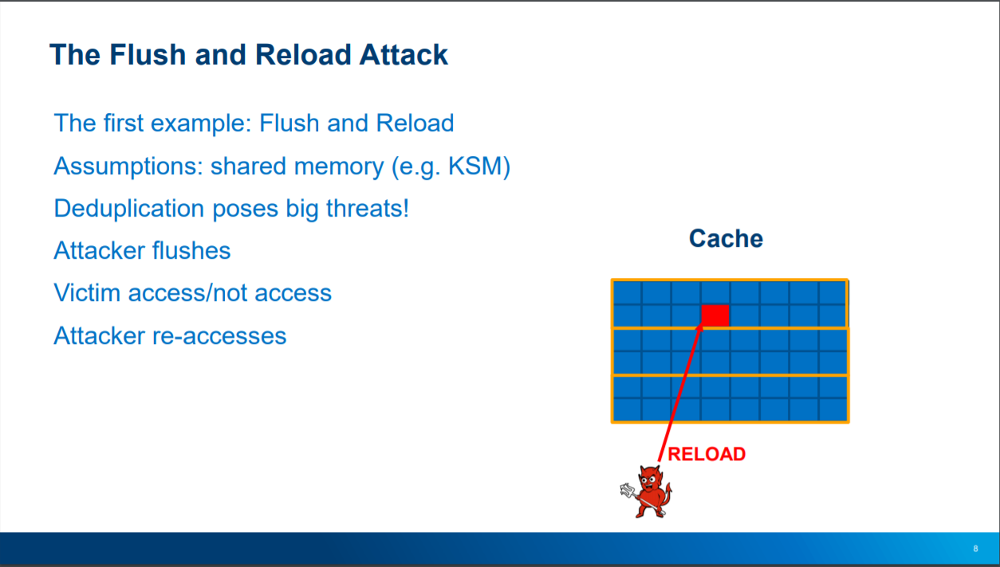 The Flush and Reload Attack
The first example: Flush and Reload
Assumptions: shared memory (e.g. KSM)
Deduplication poses big threats!
Attacker flushes
Victim access/not access
Attacker re-accesses
Cache
RELOAD
8